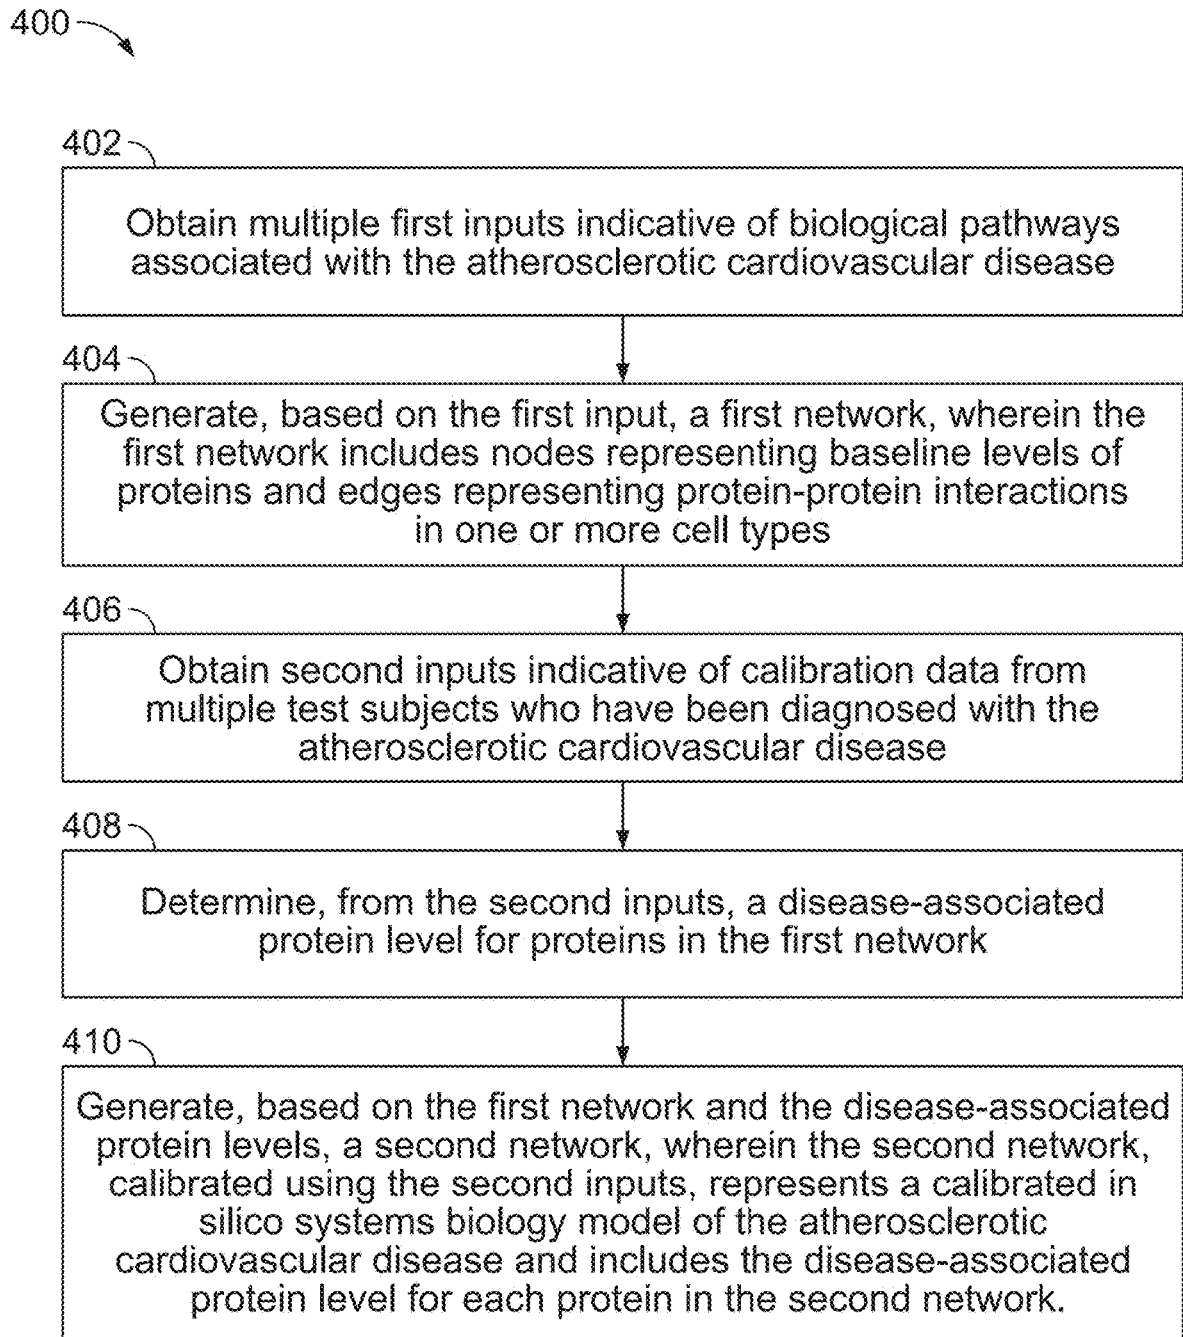 400
402
Obtain multiple first inputs indicative of biological pathways
associated with the atherosclerotic cardiovascular disease
404
Generate, based on the first input, a first network, wherein the
first network includes nodes representing baseline levels of
proteins and edges representing protein-protein interactions
in one or more cell types
406
Obtain second inputs indicative of calibration data from
multiple test subjects who have been diagnosed with the
atherosclerotic cardiovascular disease
408
Determine, from the second inputs, a disease-associated
protein level for proteins in the first network
410
Generate, based on the first network and the disease-associated
protein levels, a second network, wherein the second network,
calibrated using the second inputs, represents a calibrated in
silico systems biology model of the atherosclerotic
cardiovascular disease and includes the disease-associated
protein level for each protein in the second network.